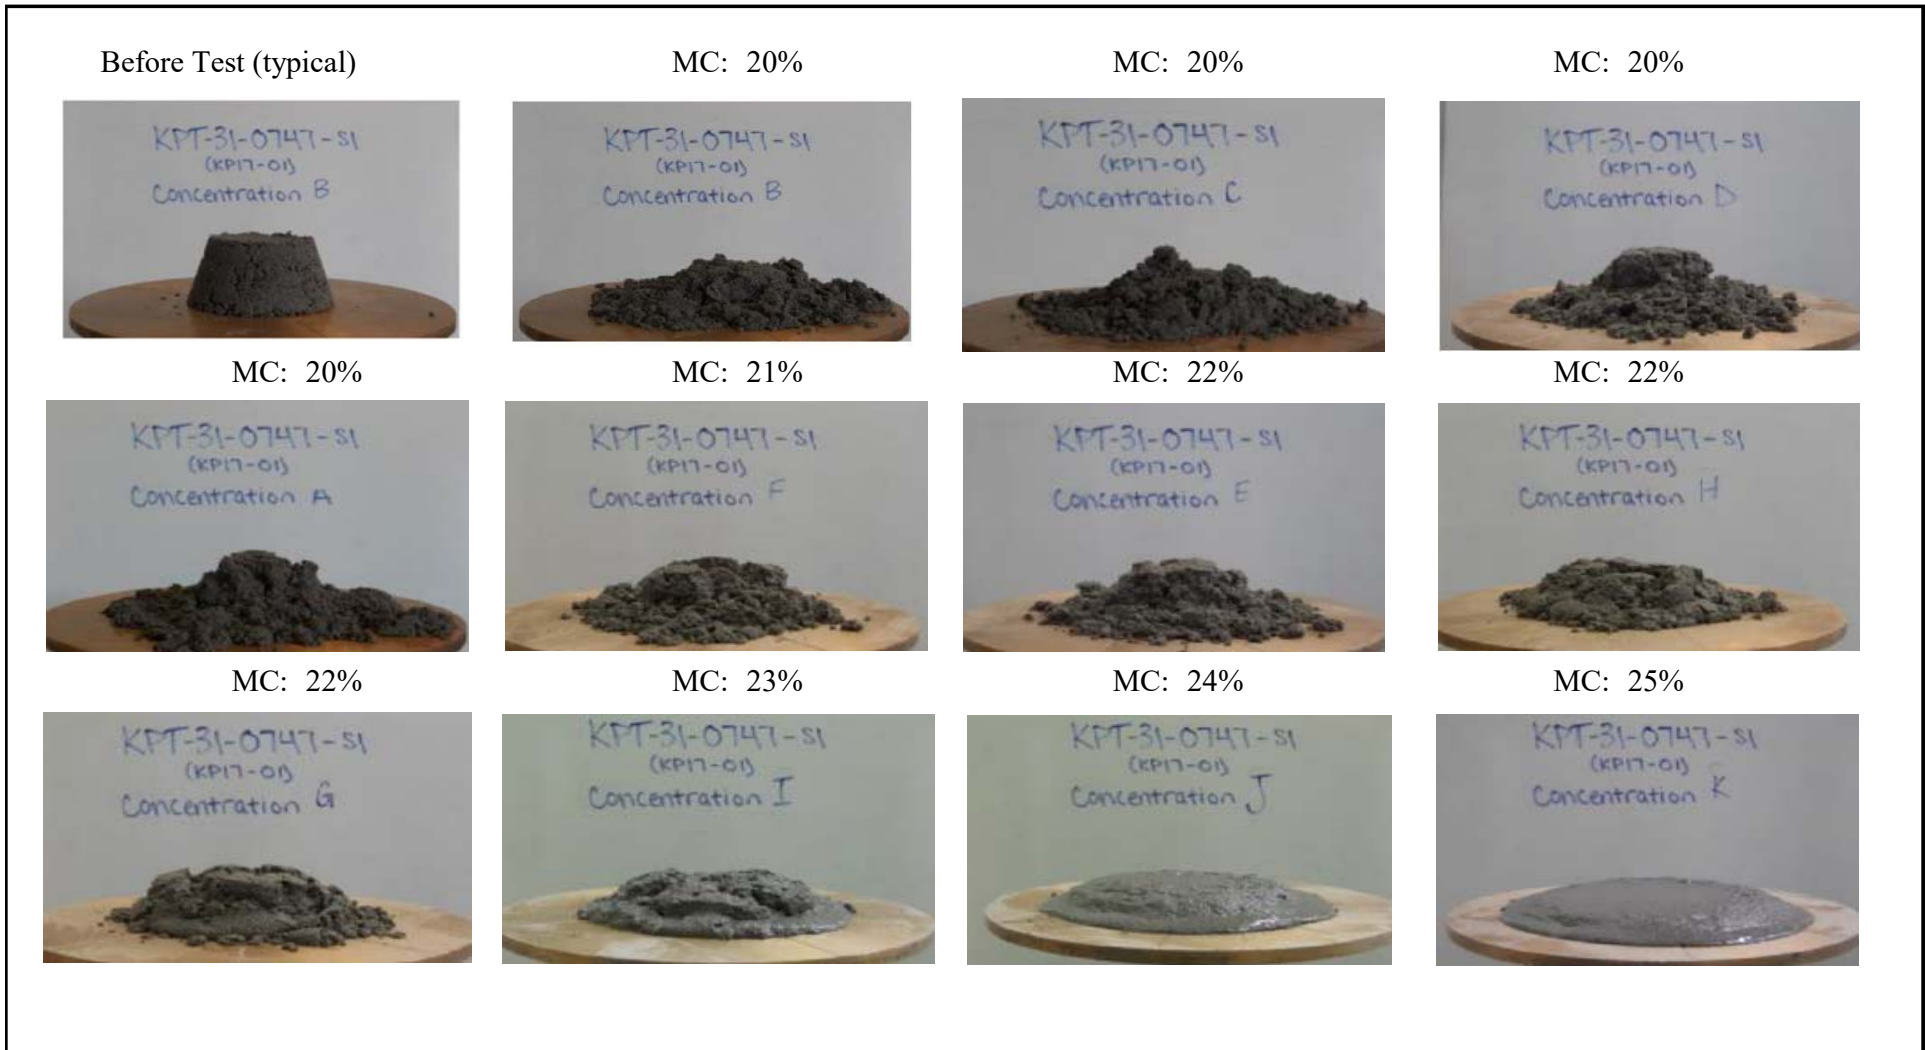 Before Test (typical)
MC: 20%
MC: 20%
MC: 20%
KPT-31-0747-S1
(KP17-01)
Concentration B
KPT-31-0747-S1
(KP17-01)
Concentration B
KPT-31-0747-S1
(KP17-01)
Concentration C
KPT-31-0747-S1
(KP17-01)
Concentration D
MC: 20%
MC: 21%
MC: 22%
MC: 22%
KPT-31-0747-S1
(KP17-01)
Concentration A
KPT-31-0747-S1
(KP17-01)
Concentration F
KPT-31-0747-S1
(KP17-01)
Concentration E
KPT-31-0747-S1
(KP17-01)
Concentration H
MC: 22%
MC: 23%
MC: 24%
MC: 25%
KPT-31-0747-S1
(KP17-01)
Concentration G
KPT-31-0747-S1
(KP17-01)
Concentration I
KPT-31-0747-S1
(KP17-01)
Concentration J
KPT-31-0747-S1
(KP17-01)
Concentration K